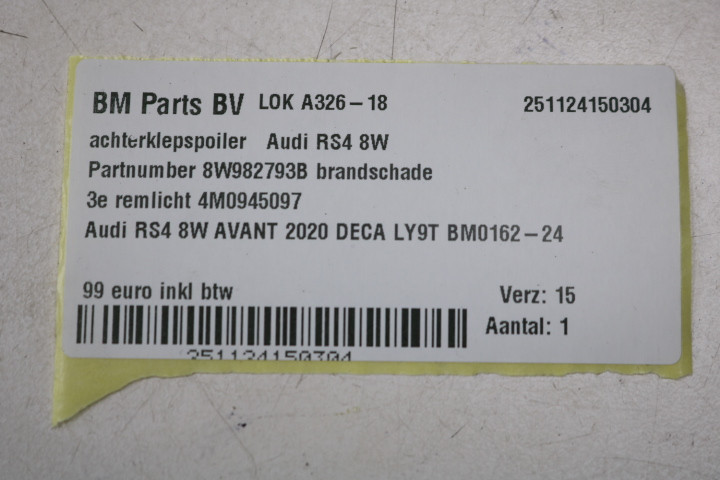 BM Parts BV LOK A326-18 251124150304
achterklepspoiler Audi RS4 8W
Partnumber 8W982793B brandschade
3e remlicht 4M0945097
Audi RS4 8W AVANT 2020 DECA LY9T BM0162-24
99 euro inkl btw Verz: 15
Aantal: 1
251124150304